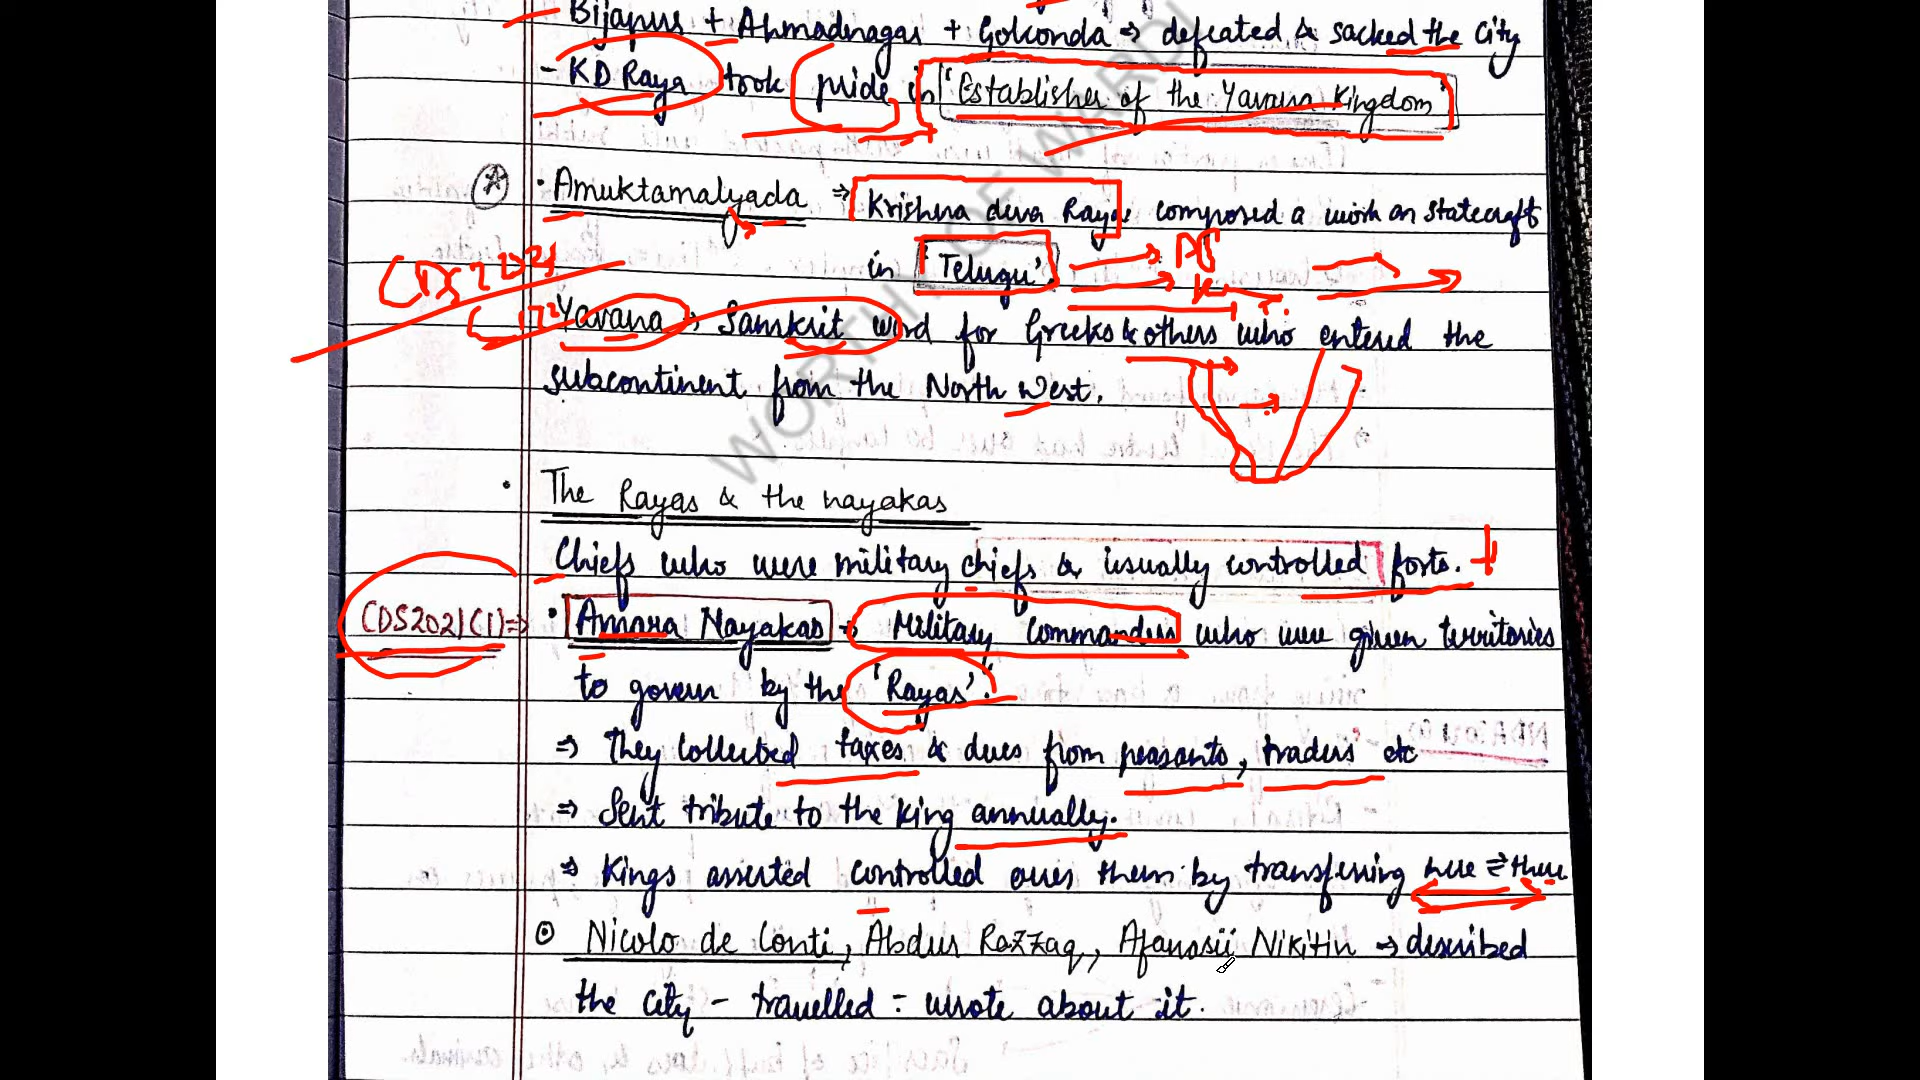 Bijapur + Ahmadnagar + Golconda ⇒ defeated & sacked the city
- KD Raya took pride in 'Establisher of the Yavana Kingdom'
• Amuktamalyada ⇒ Krishna deva Raya composed a work on statecraft
in 'Telugu'.
Yavana → Sanskrit word for Greeks & others who entered the
subcontinent from the North West.
• The Rayas & the nayakas
Chiefs who were military chiefs & usually controlled forts.
CDS2021(1)⇒ • Amara Nayakas → Military commanders who were given territories
to govern by the 'Rayas'.
⇒ They collected taxes & dues from peasants, traders etc
⇒ Sent tribute to the King annually.
⇒ Kings asserted controlled over them by transferring here ⇌ there
⊙ Nicolo de Conti, Abdur Razzaq, Afanasii Nikitin → described
the city - travelled - wrote about it.